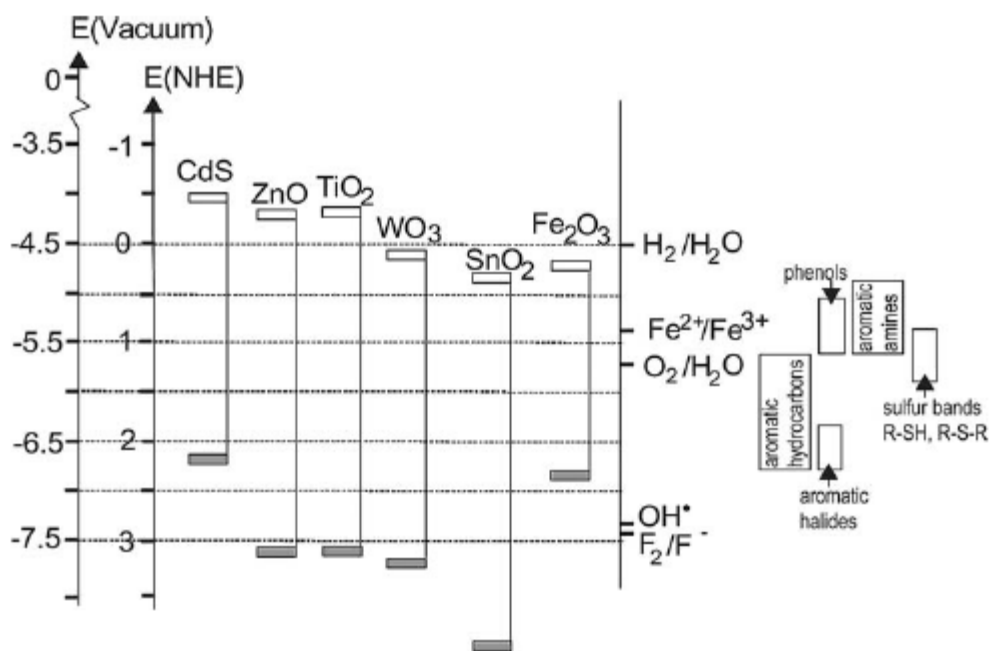 E(Vacuum)
E(NHE)
0
-3.5
-4.5
-5.5
-6.5
-7.5
-1
0
1
2
3
CdS
ZnO
TiO₂
WO₃
SnO₂
Fe₂O₃
H₂/H₂O
Fe²⁺/Fe³⁺
O₂/H₂O
OH•
F₂/F⁻
phenols
aromatic
amines
aromatic
hydrocarbons
sulfur bands
R-SH, R-S-R
aromatic
halides